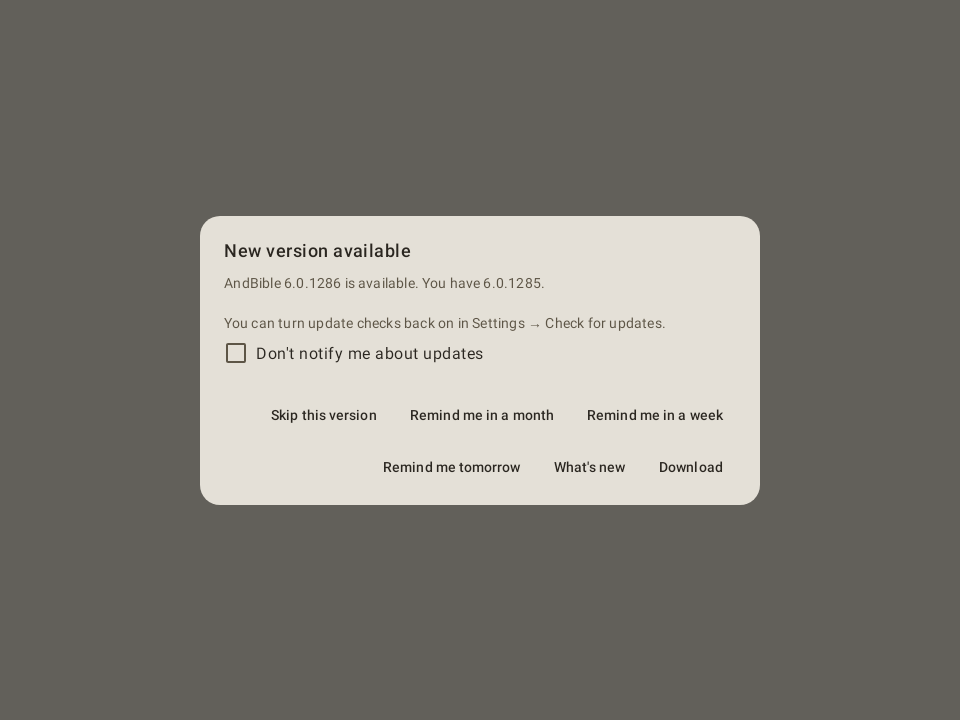 New version available
AndBible 6.0.1286 is available. You have 6.0.1285.
You can turn update checks back on in Settings → Check for updates.
Don't notify me about updates
Skip this version Remind me in a month Remind me in a week
Remind me tomorrow What's new Download